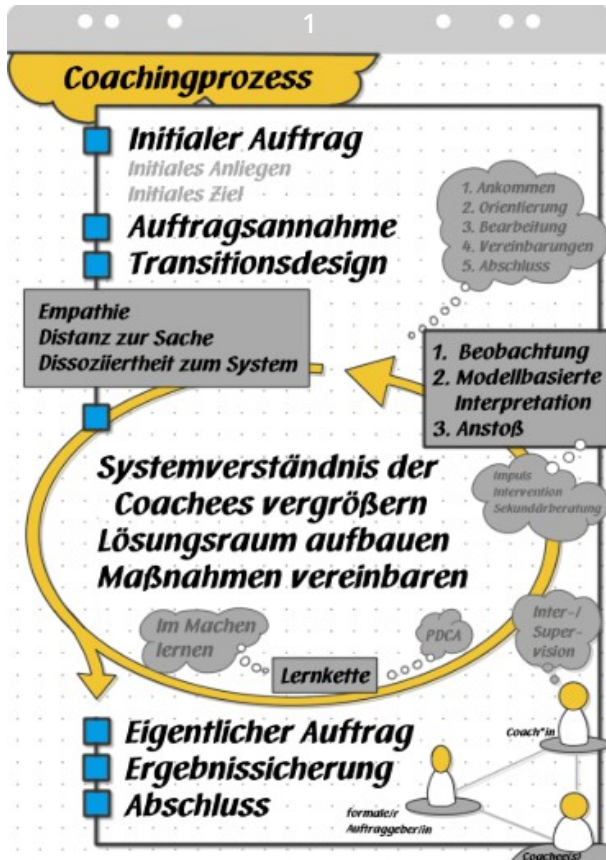 1
Coachingprozess
Initialer Auftrag
Initiales Anliegen
Initiales Ziel
Auftragsannahme
Transitionsdesign
1. Ankommen
2. Orientierung
3. Bearbeitung
4. Vereinbarungen
5. Abschluss
Empathie
Distanz zur Sache
Dissoziiertheit zum System
1. Beobachtung
2. Modellbasierte
Interpretation
3. Anstoß
Impuls
Intervention
Sekundärberatung
Systemverständnis der
Coachees vergrößern
Lösungsraum aufbauen
Maßnahmen vereinbaren
Im Machen
lernen
Lernkette
PDCA
Inter-/
Super-
vision
Eigentlicher Auftrag
Ergebnissicherung
Abschluss
Coach*in
formale/r
Auftraggeber/in
Coachee(s)